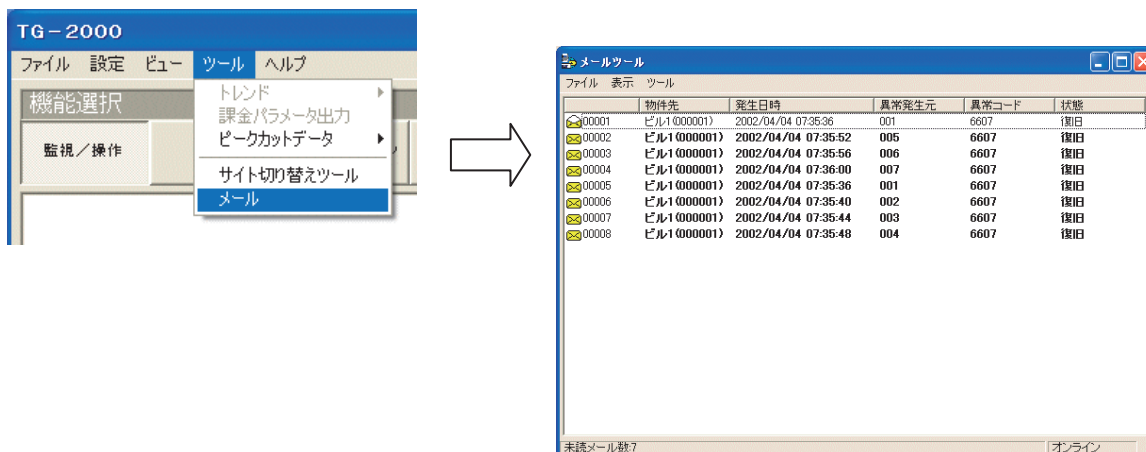 TG-2000
ファイル 設定 ビュー ツール ヘルプ
機能選択
監視/操作
トレンド
課金パラメータ出力
ピークカットデータ
サイト切り替えツール
メール
メールツール
ファイル 表示 ツール
物件先 発生日時 異常発生元 異常コード 状態
00001 ビル1(000001) 2002/04/04 07:35:36 001 6607 復旧
00002 ビル1(000001) 2002/04/04 07:35:52 005 6607 復旧
00003 ビル1(000001) 2002/04/04 07:35:56 006 6607 復旧
00004 ビル1(000001) 2002/04/04 07:36:00 007 6607 復旧
00005 ビル1(000001) 2002/04/04 07:35:36 001 6607 復旧
00006 ビル1(000001) 2002/04/04 07:35:40 002 6607 復旧
00007 ビル1(000001) 2002/04/04 07:35:44 003 6607 復旧
00008 ビル1(000001) 2002/04/04 07:35:48 004 6607 復旧
未読メール数:7 オンライン